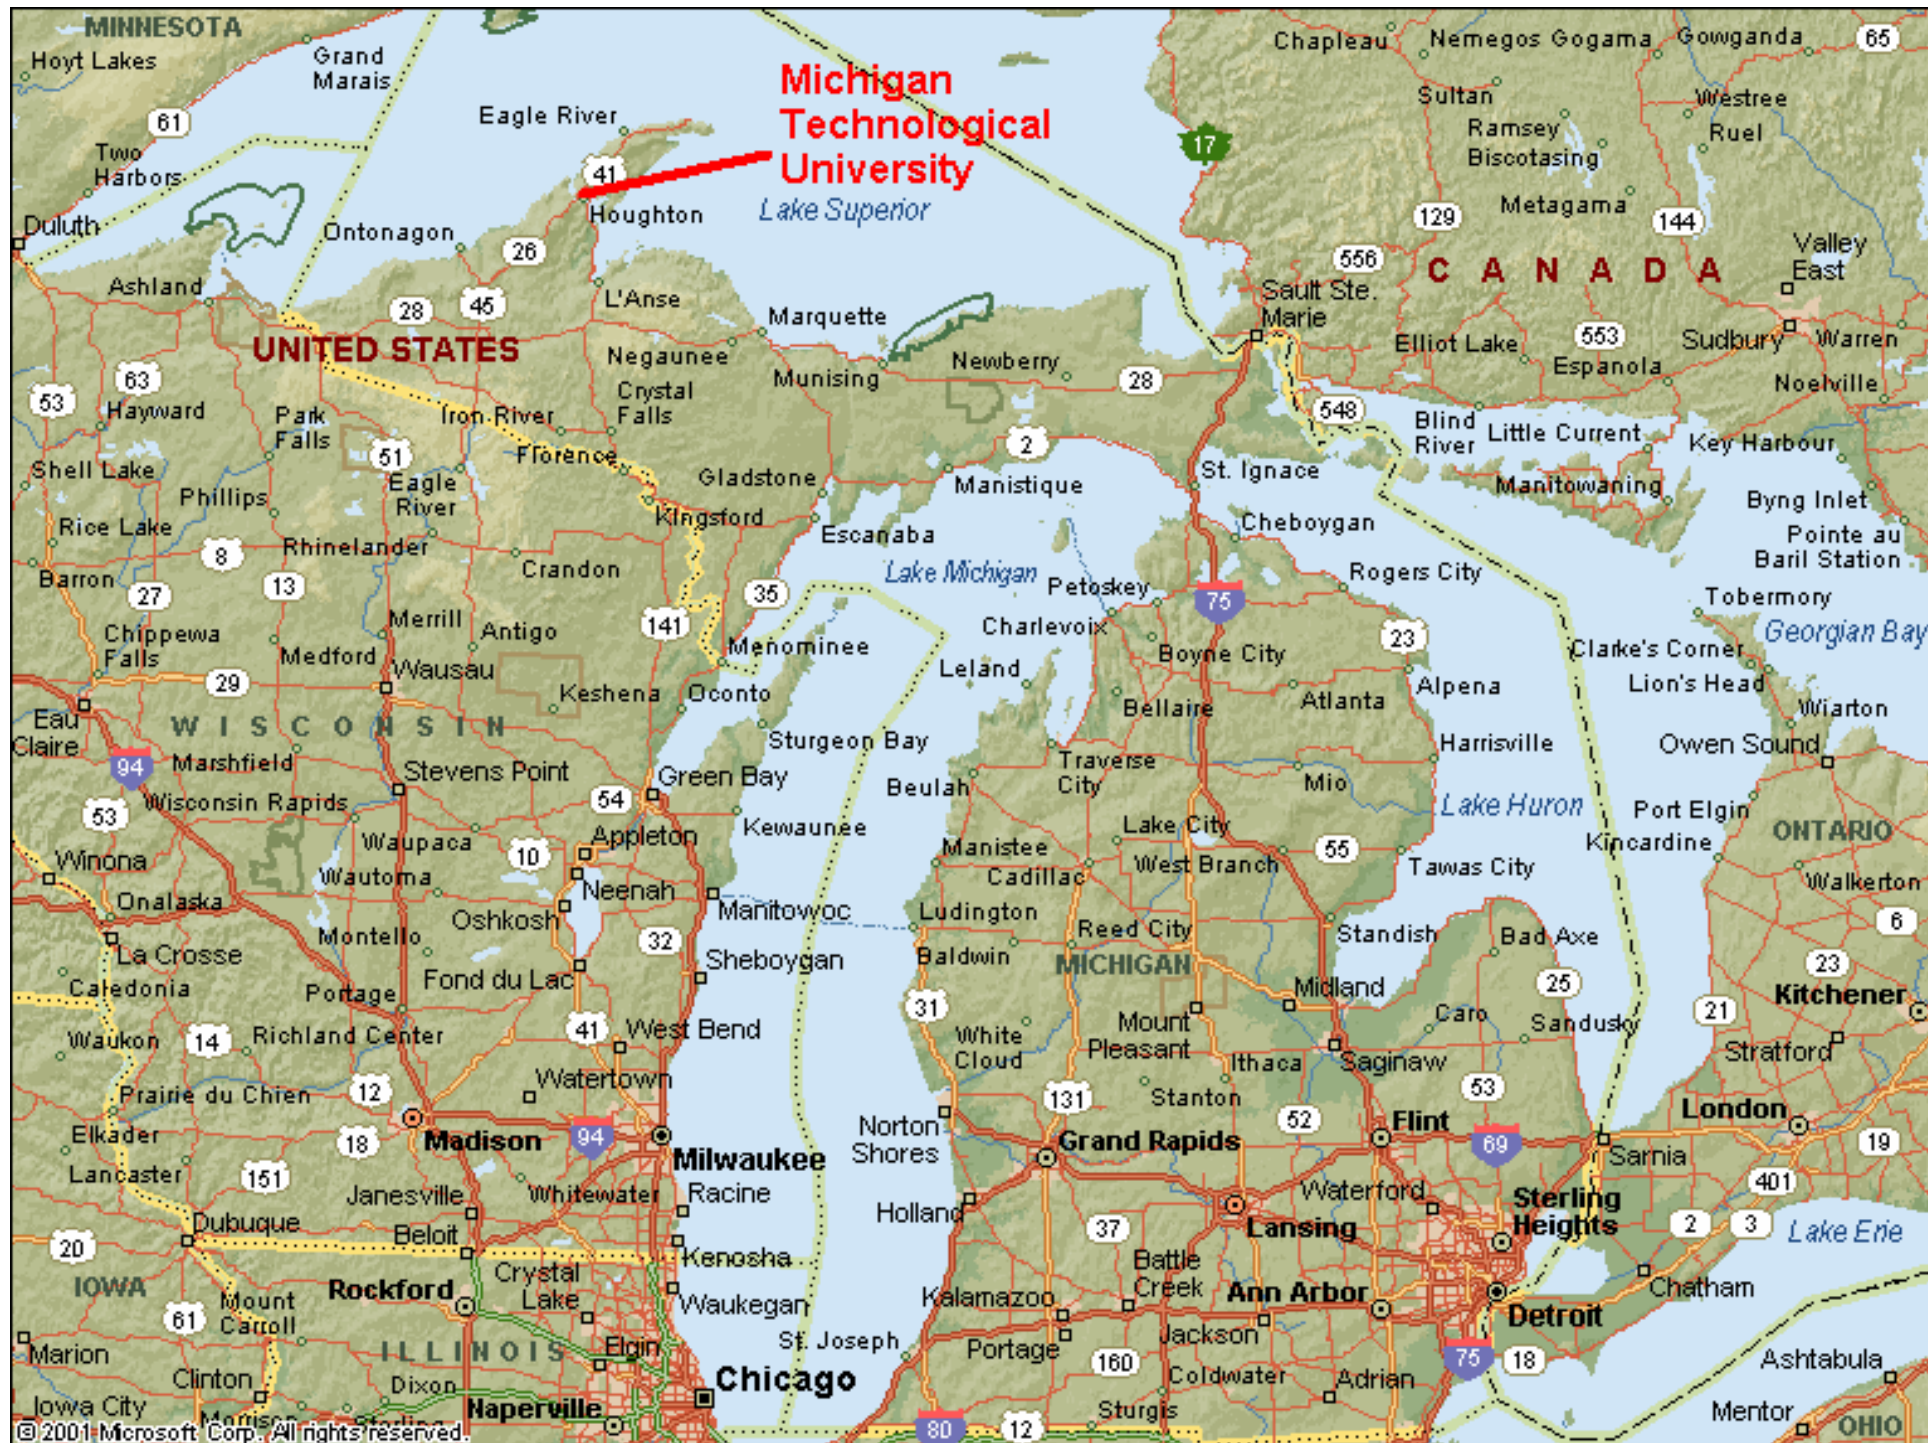 MINNESOTA
Hoyt Lakes
Grand
Marais
61
Two
Harbors
Duluth
Eagle River
41
Houghton
Michigan
Technological
University
Lake Superior
Ontonagon
26
Ashland
28
45
L'Anse
UNITED STATES
Marquette
Negaunee
Munising
Newberry
28
Crystal
Falls
Iron River
Florence
63
53
Hayward
Park
Falls
51
Shell Lake
Phillips
Eagle
River
Gladstone
Kingsford
Escanaba
Manistique
2
Rice Lake
8
Rhinelander
Crandon
Barron
27
13
35
141
Merrill
Antigo
Menominee
Chippewa
Falls
Medford
29
Wausau
Keshena
Oconto
Eau
Claire
WISCONSIN
94
Marshfield
Stevens Point
Sturgeon Bay
Green Bay
53
Wisconsin Rapids
54
Kewaunee
Waupaca
10
Appleton
Winona
Wautoma
Neenah
Onalaska
Oshkosh
Manitowoc
La Crosse
Montello
32
Fond du Lac
Sheboygan
Caledonia
Portage
41
West Bend
Waukon
14
Richland Center
Watertown
Prairie du Chien
12
Elkader
18
Madison
94
Milwaukee
Lancaster
151
Janesville
Whitewater
Racine
Dubuque
Beloit
Kenosha
20
IOWA
Rockford
Crystal
Lake
Waukegan
Mount
Carroll
61
ILLINOIS
Elgin
Marion
Clinton
Dixon
Chicago
Iowa City
Morrison
Sterling
Naperville
© 2001 Microsoft Corp. All rights reserved.
Chapleau
Nemegos
Gogama
Gowganda
65
Sultan
Westree
Ramsey
Biscotasing
Ruel
17
Metagama
129
144
556
CANADA
Valley
East
Sault Ste.
Marie
Elliot Lake
553
Sudbury
Warren
Espanola
Noelville
548
Blind
River
Little Current
Key Harbour
St. Ignace
Manitowaning
Byng Inlet
Cheboygan
Pointe au
Baril Station
Lake Michigan
Petoskey
75
Rogers City
Tobermory
Charlevoix
23
Georgian Bay
Clarke's Corner
Leland
Boyne City
Lion's Head
Atlanta
Alpena
Bellaire
Wiarton
Harrisville
Owen Sound
Traverse
City
Beulah
Mio
Lake Huron
Port Elgin
Lake City
ONTARIO
Manistee
West Branch
55
Kincardine
Cadillac
Tawas City
Walkerton
Ludington
6
Reed City
Standish
Bad Axe
Baldwin
MICHIGAN
23
Midland
25
Kitchener
31
White
Cloud
Mount
Pleasant
Caro
Sandusky
21
Ithaca
Saginaw
Stratford
53
131
Stanton
52
London
Norton
Shores
Grand Rapids
Flint
69
19
Sarnia
Waterford
401
Holland
Sterling
Heights
2
3
Lansing
37
Lake Erie
Battle
Creek
Kalamazoo
Ann Arbor
Chatham
Detroit
St. Joseph
Portage
Jackson
160
75
18
Coldwater
Adrian
Ashtabula
Sturgis
80
12
Mentor
OHIO